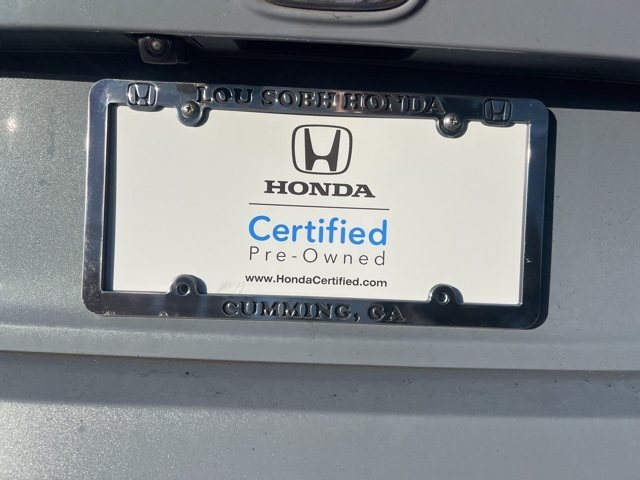 LOU SOBH HONDA
HONDA
Certified
Pre-Owned
www.HondaCertified.com
CUMMING, GA